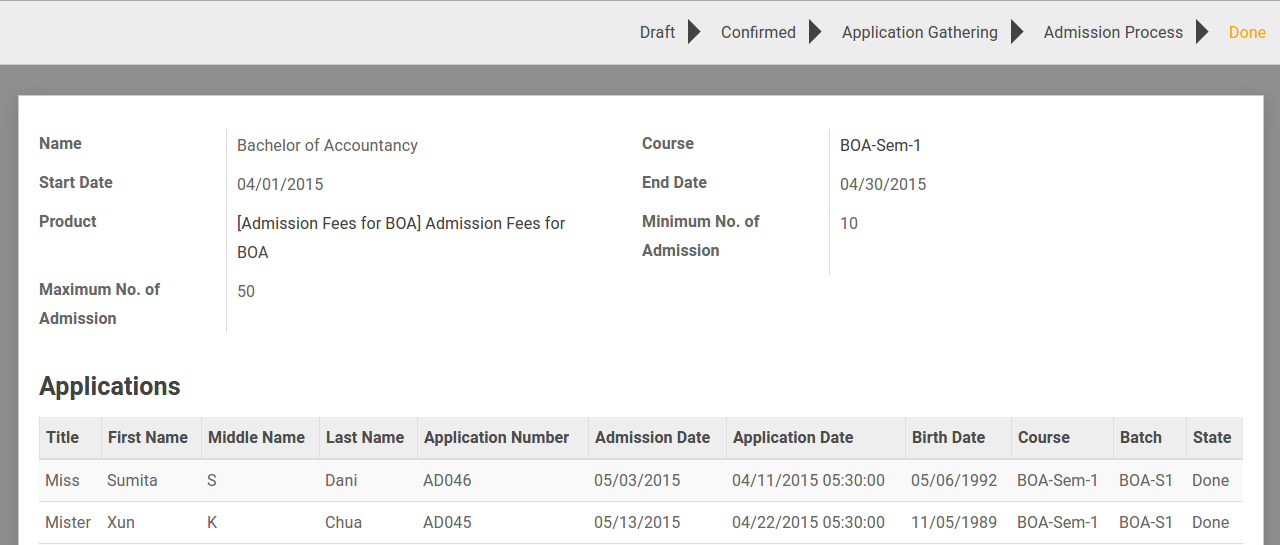 Draft Confirmed Application Gathering Admission Process Done
Name Bachelor of Accountancy Course BOA-Sem-1
Start Date 04/01/2015 End Date 04/30/2015
Product [Admission Fees for BOA] Admission Fees for Minimum No. of 10
BOA Admission
Maximum No. of 50
Admission
Applications
Title First Name Middle Name Last Name Application Number Admission Date Application Date Birth Date Course Batch State
Miss Sumita S Dani AD046 05/03/2015 04/11/2015 05:30:00 05/06/1992 BOA-Sem-1 BOA-S1 Done
Mister Xun K Chua AD045 05/13/2015 04/22/2015 05:30:00 11/05/1989 BOA-Sem-1 BOA-S1 Done